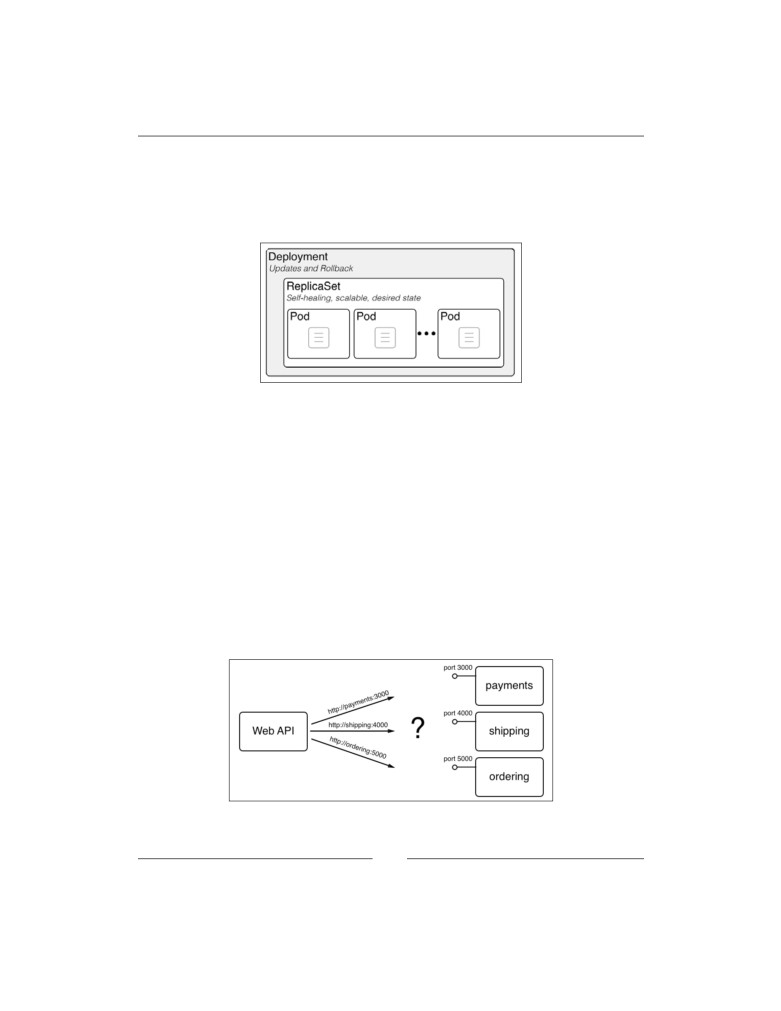 Deployment
Updates and Rollback
ReplicaSet
Self-healing, scalable, desired state
Pod Pod Pod
port 3000
payments
http://payments:3000
port 4000
Web API http://shipping:4000 ? shipping
http://ordering:5000
port 5000
ordering